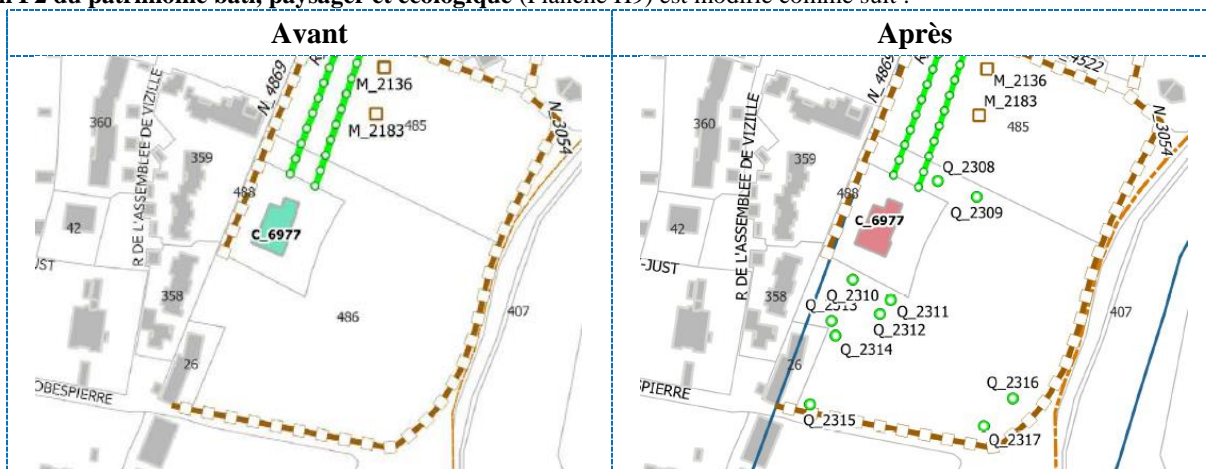 du patrimoine bâti, paysager et écologique (Planche H9) est modifié comme suit :
Avant
Après
N_4869
M_2136
M_2183
485
N_3054
360
R DE L'ASSEMBLEE DE VIZILLE
359
488
42
C_6977
358
486
407
26
OBESPIERRE
N_4869
4522
M_2136
M_2183
485
N_3054
360
R DE L'ASSEMBLEE DE VIZILLE
359
Q_2308
488
Q_2309
42
C_6977
-JUST
358
Q_2310
Q_2311
Q_2312
Q_2313
Q_2314
407
26
Q_2316
PIERRE
Q_2315
Q_2317